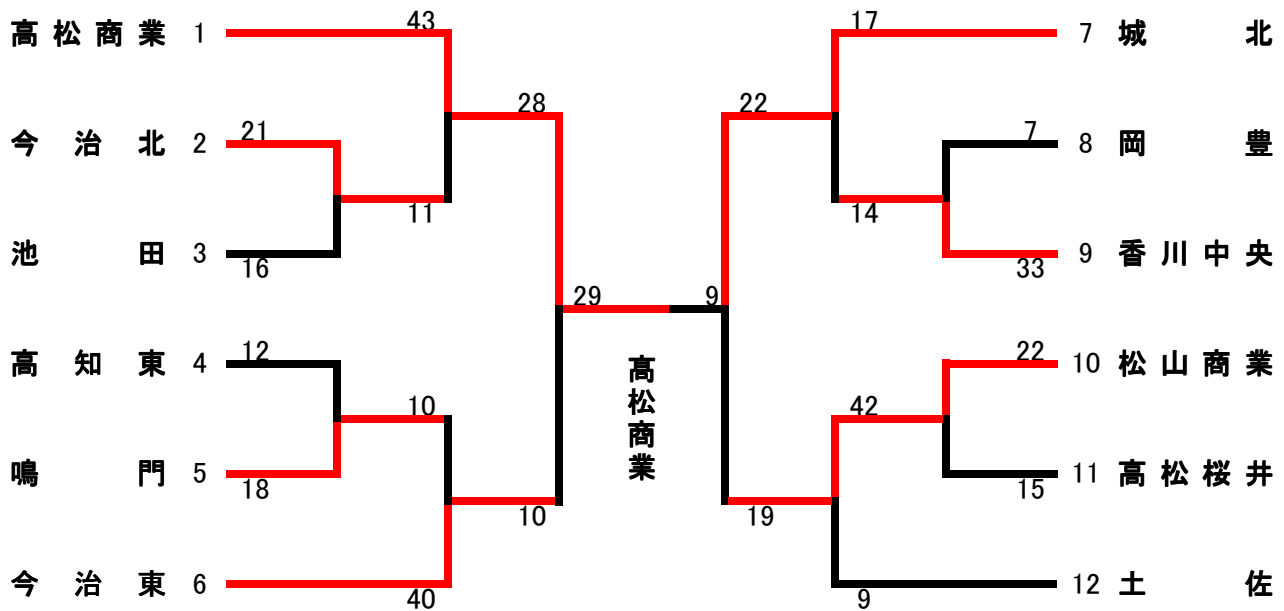 高松商業 1 43 17 7 城北
28 22
今治北 2 21 7 8 岡豊
11 14
池田 3 16 33 9 香川中央
29 9
高知東 4 12 22 10 松山商業
高松商業
10 42
鳴門 5 18 15 11 高松桜井
10 19
今治東 6 40 9 12 土佐